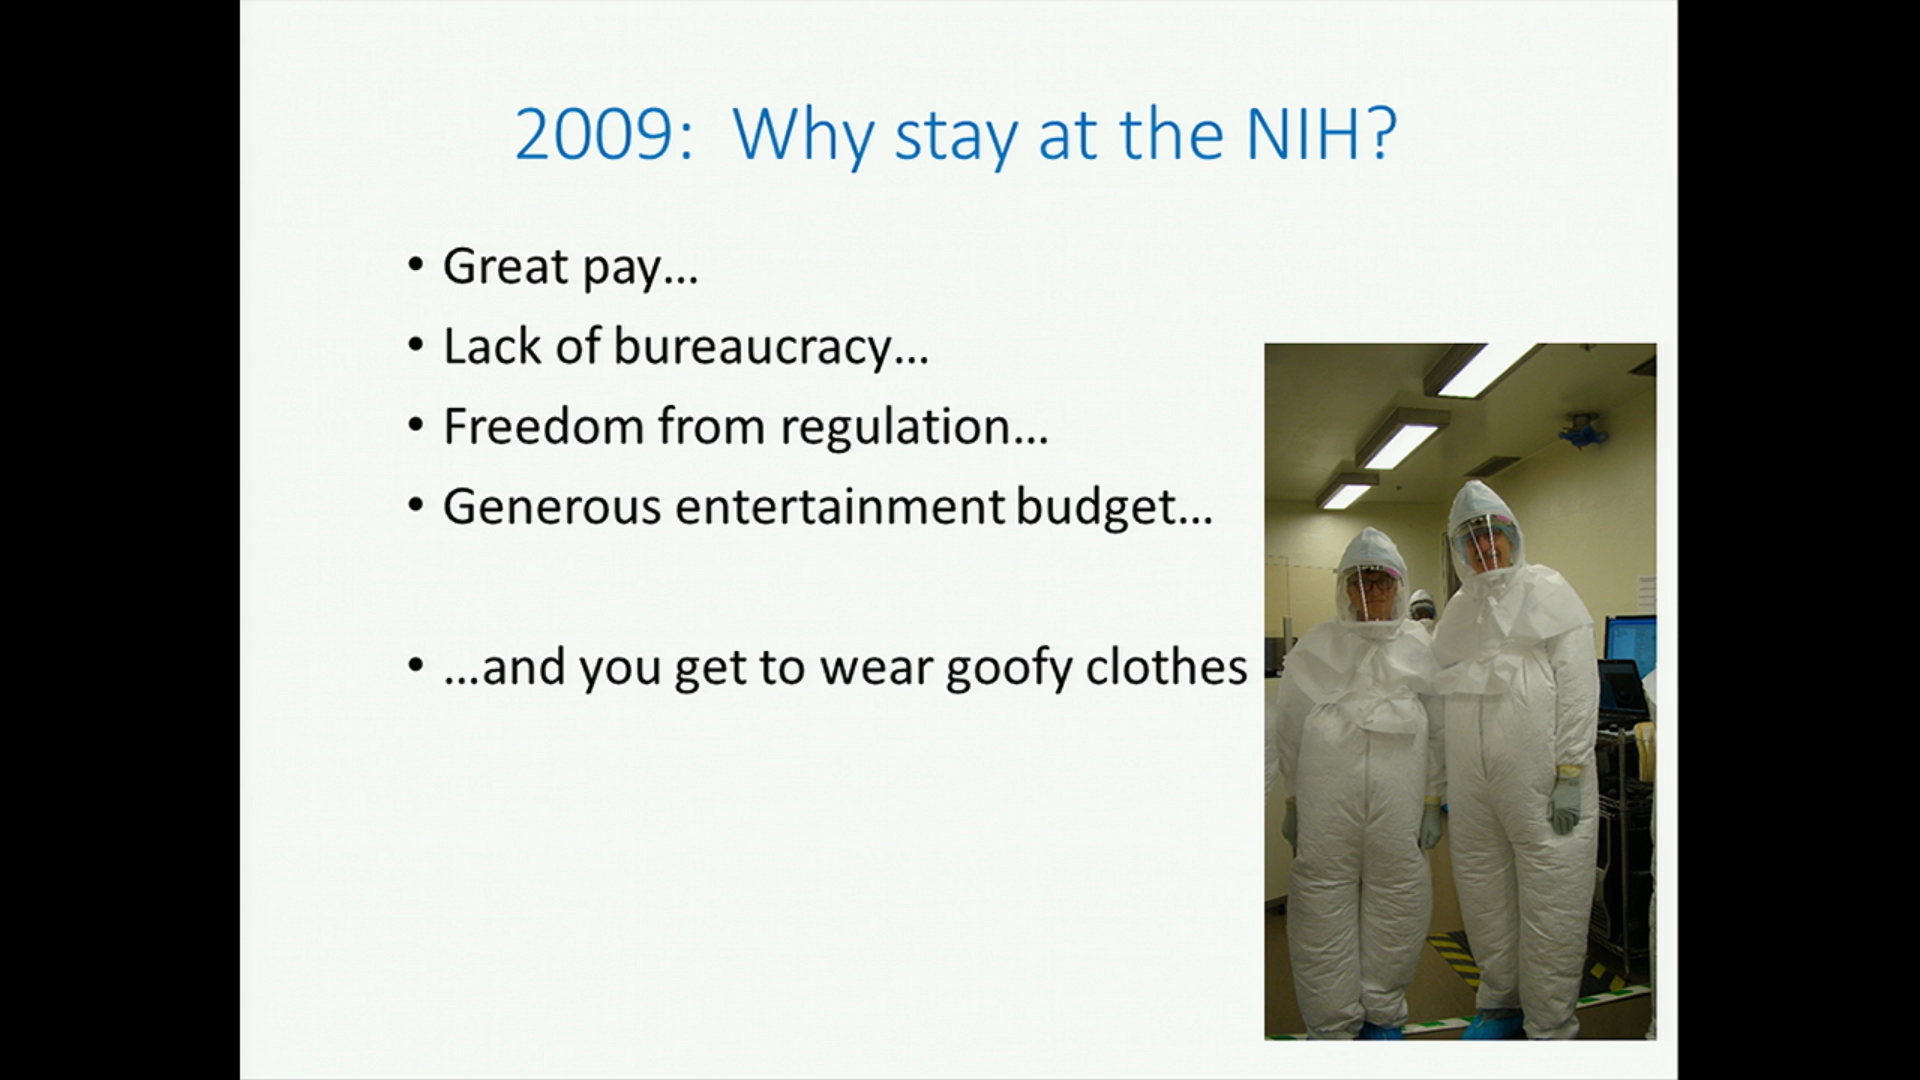 2009: Why stay at the NIH?
• Great pay...
• Lack of bureaucracy...
• Freedom from regulation...
• Generous entertainment budget...
• ...and you get to wear goofy clothes